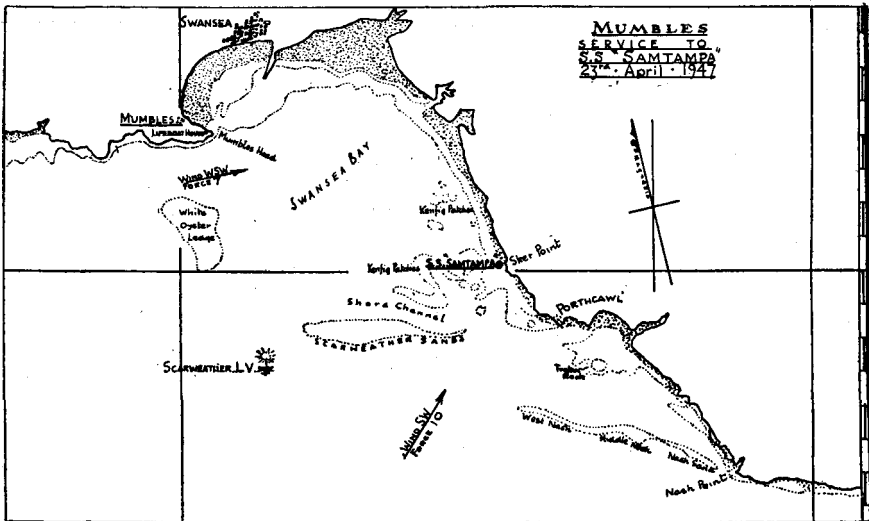 SWANSEA
MUMBLES
SERVICE TO
S.S "SAMTAMPA"
23rd · April · 1947
MUMBLES
LIFEBOAT HOUSE
Mumbles Head
WIND WSW
FORCE
SWANSEA BAY
White
Oyster
Ledge
Kenfig Patches
Kenfig Patches
S.S. "SAMTAMPA"
Sker Point
Shord Channel
PORTHCAWL
SCARWEATHER SANDS
SCARWEATHER L.V.
Tusker
Rock
WIND SW
FORCE 10
West Nash
Middle Nash
Nash
Nash Point